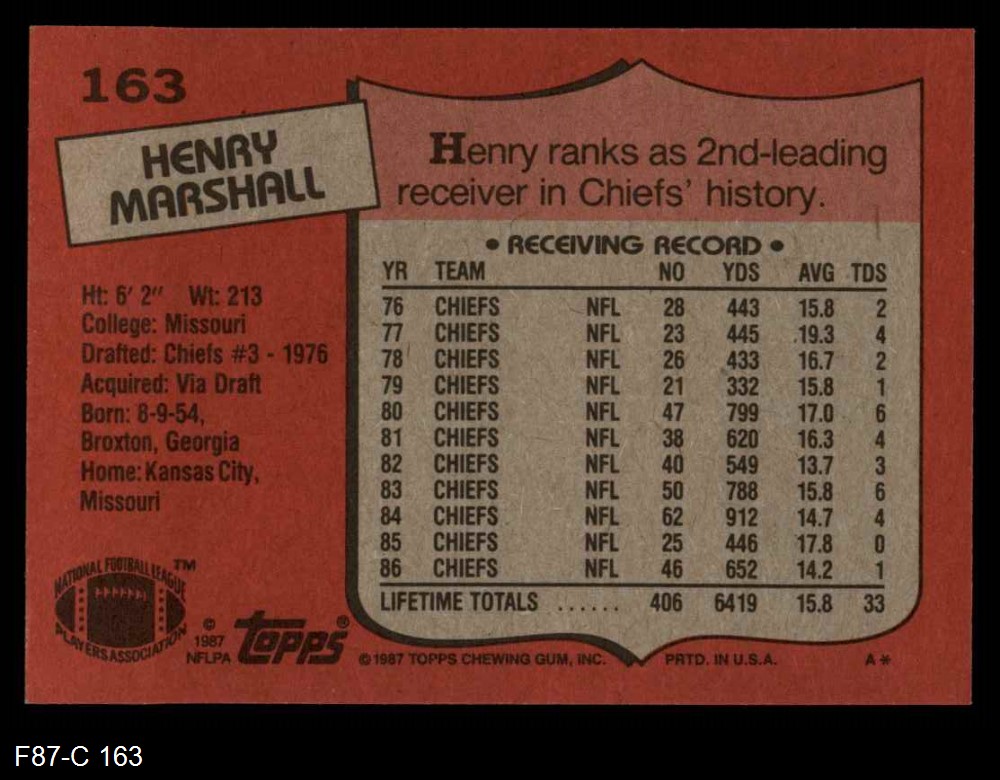 163
HENRY
MARSHALL
Henry ranks as 2nd-leading
receiver in Chiefs' history.
Ht: 6' 2" Wt: 213
College: Missouri
Drafted: Chiefs #3 - 1976
Acquired: Via Draft
Born: 8-9-54,
Broxton, Georgia
Home: Kansas City,
Missouri
• RECEIVING RECORD •
YR TEAM NO YDS AVG TDS
76 CHIEFS NFL 28 443 15.8 2
77 CHIEFS NFL 23 445 19.3 4
78 CHIEFS NFL 26 433 16.7 2
79 CHIEFS NFL 21 332 15.8 1
80 CHIEFS NFL 47 799 17.0 6
81 CHIEFS NFL 38 620 16.3 4
82 CHIEFS NFL 40 549 13.7 3
83 CHIEFS NFL 50 788 15.8 6
84 CHIEFS NFL 62 912 14.7 4
85 CHIEFS NFL 25 446 17.8 0
86 CHIEFS NFL 46 652 14.2 1
LIFETIME TOTALS ...... 406 6419 15.8 33
NATIONAL FOOTBALL LEAGUE ™
PLAYERS ASSOCIATION
©
1987
NFLPA
topps®
© 1987 TOPPS CHEWING GUM, INC. PRTD. IN U.S.A. A*
F87-C 163